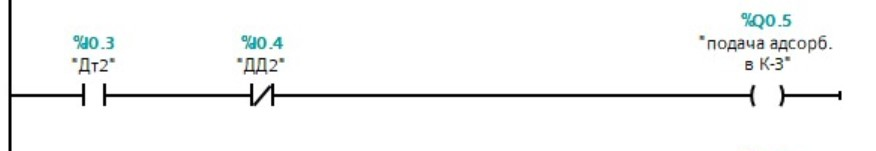 %I0.3
"Дт2"
%I0.4
"ДД2"
%Q0.5
"подача адсорб.
в К-3"